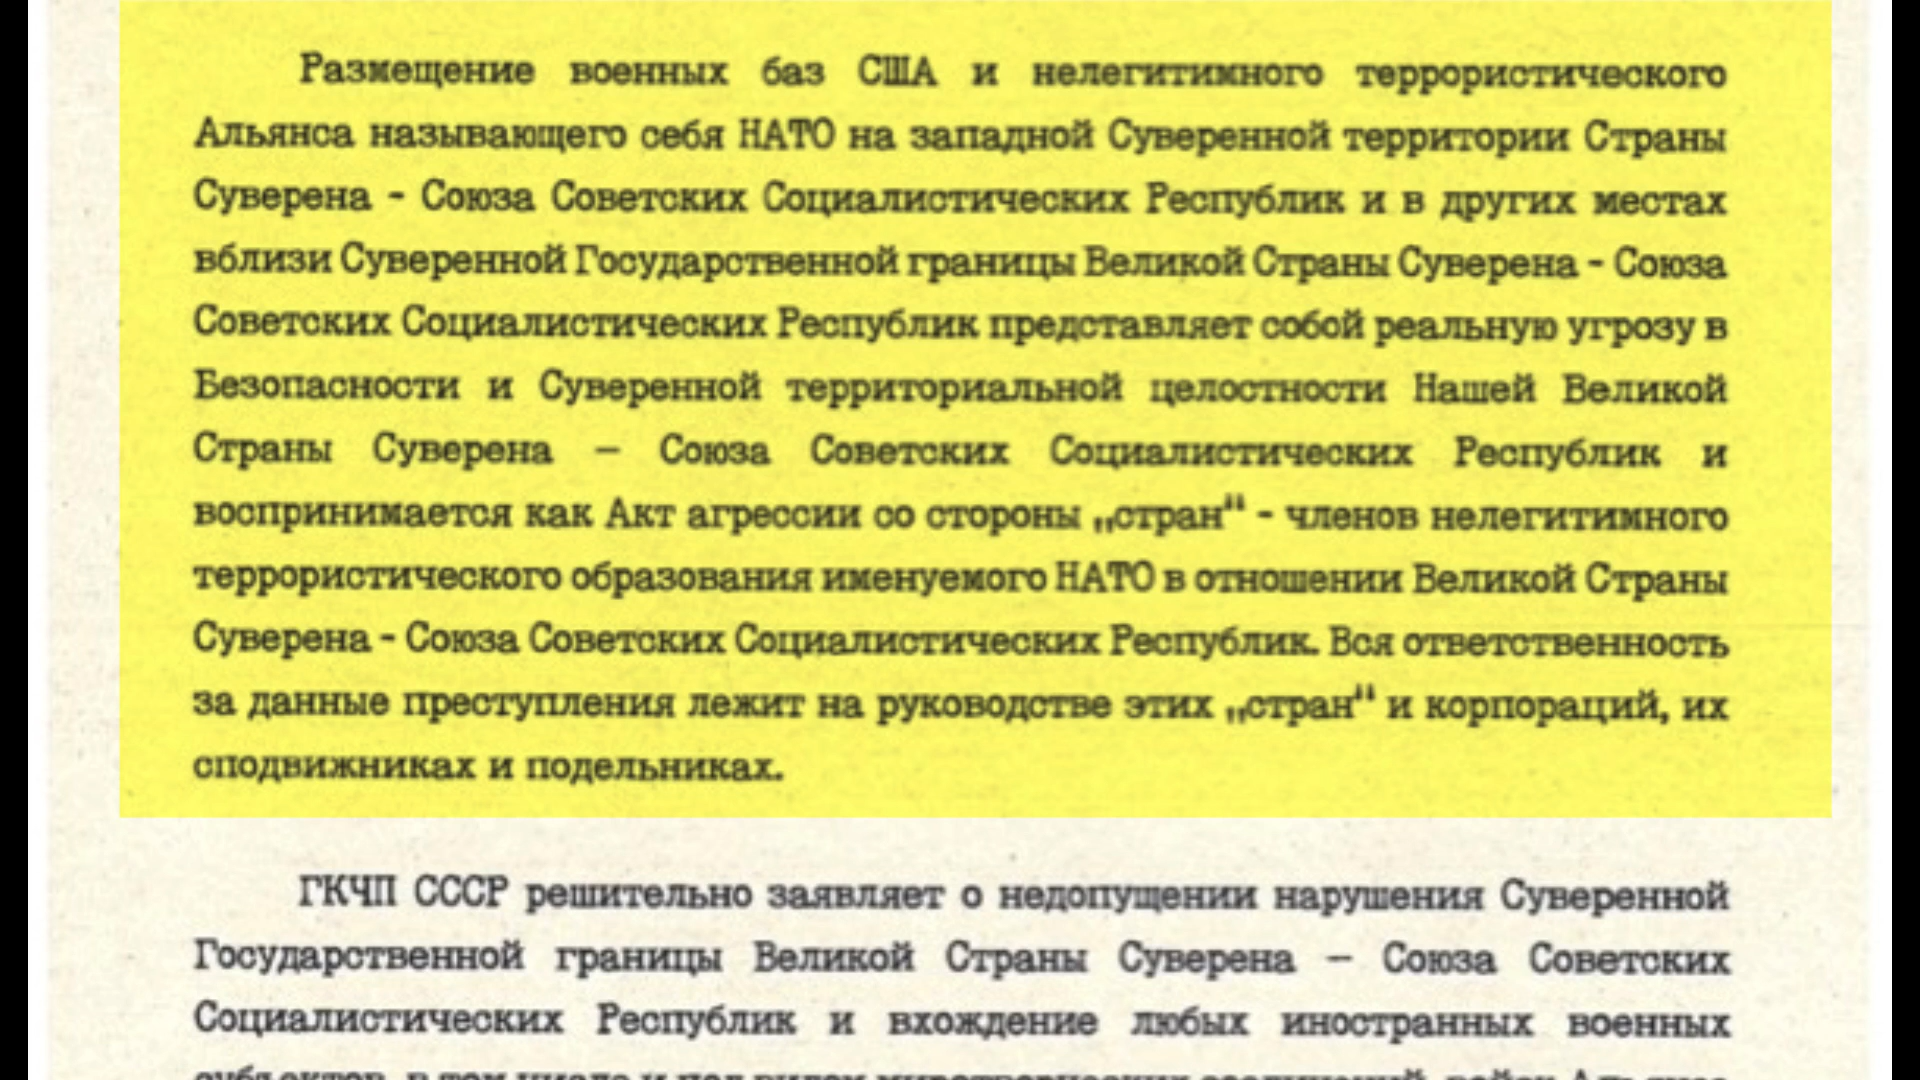 Размещение военных баз США и нелегитимного террористического
Альянса называющего себя НАТО на западной Суверенной территории Страны
Суверена - Союза Советских Социалистических Республик и в других местах
вблизи Суверенной Государственной границы Великой Страны Суверена - Союза
Советских Социалистических Республик представляет собой реальную угрозу в
Безопасности и Суверенной территориальной целостности Нашей Великой
Страны Суверена – Союза Советских Социалистических Республик и
воспринимается как Акт агрессии со стороны „стран“ - членов нелегитимного
террористического образования именуемого НАТО в отношении Великой Страны
Суверена - Союза Советских Социалистических Республик. Вся ответственность
за данные преступления лежит на руководстве этих „стран“ и корпораций, их
сподвижниках и подельниках.
ГКЧП СССР решительно заявляет о недопущении нарушения Суверенной
Государственной границы Великой Страны Суверена – Союза Советских
Социалистических Республик и вхождение любых иностранных военных